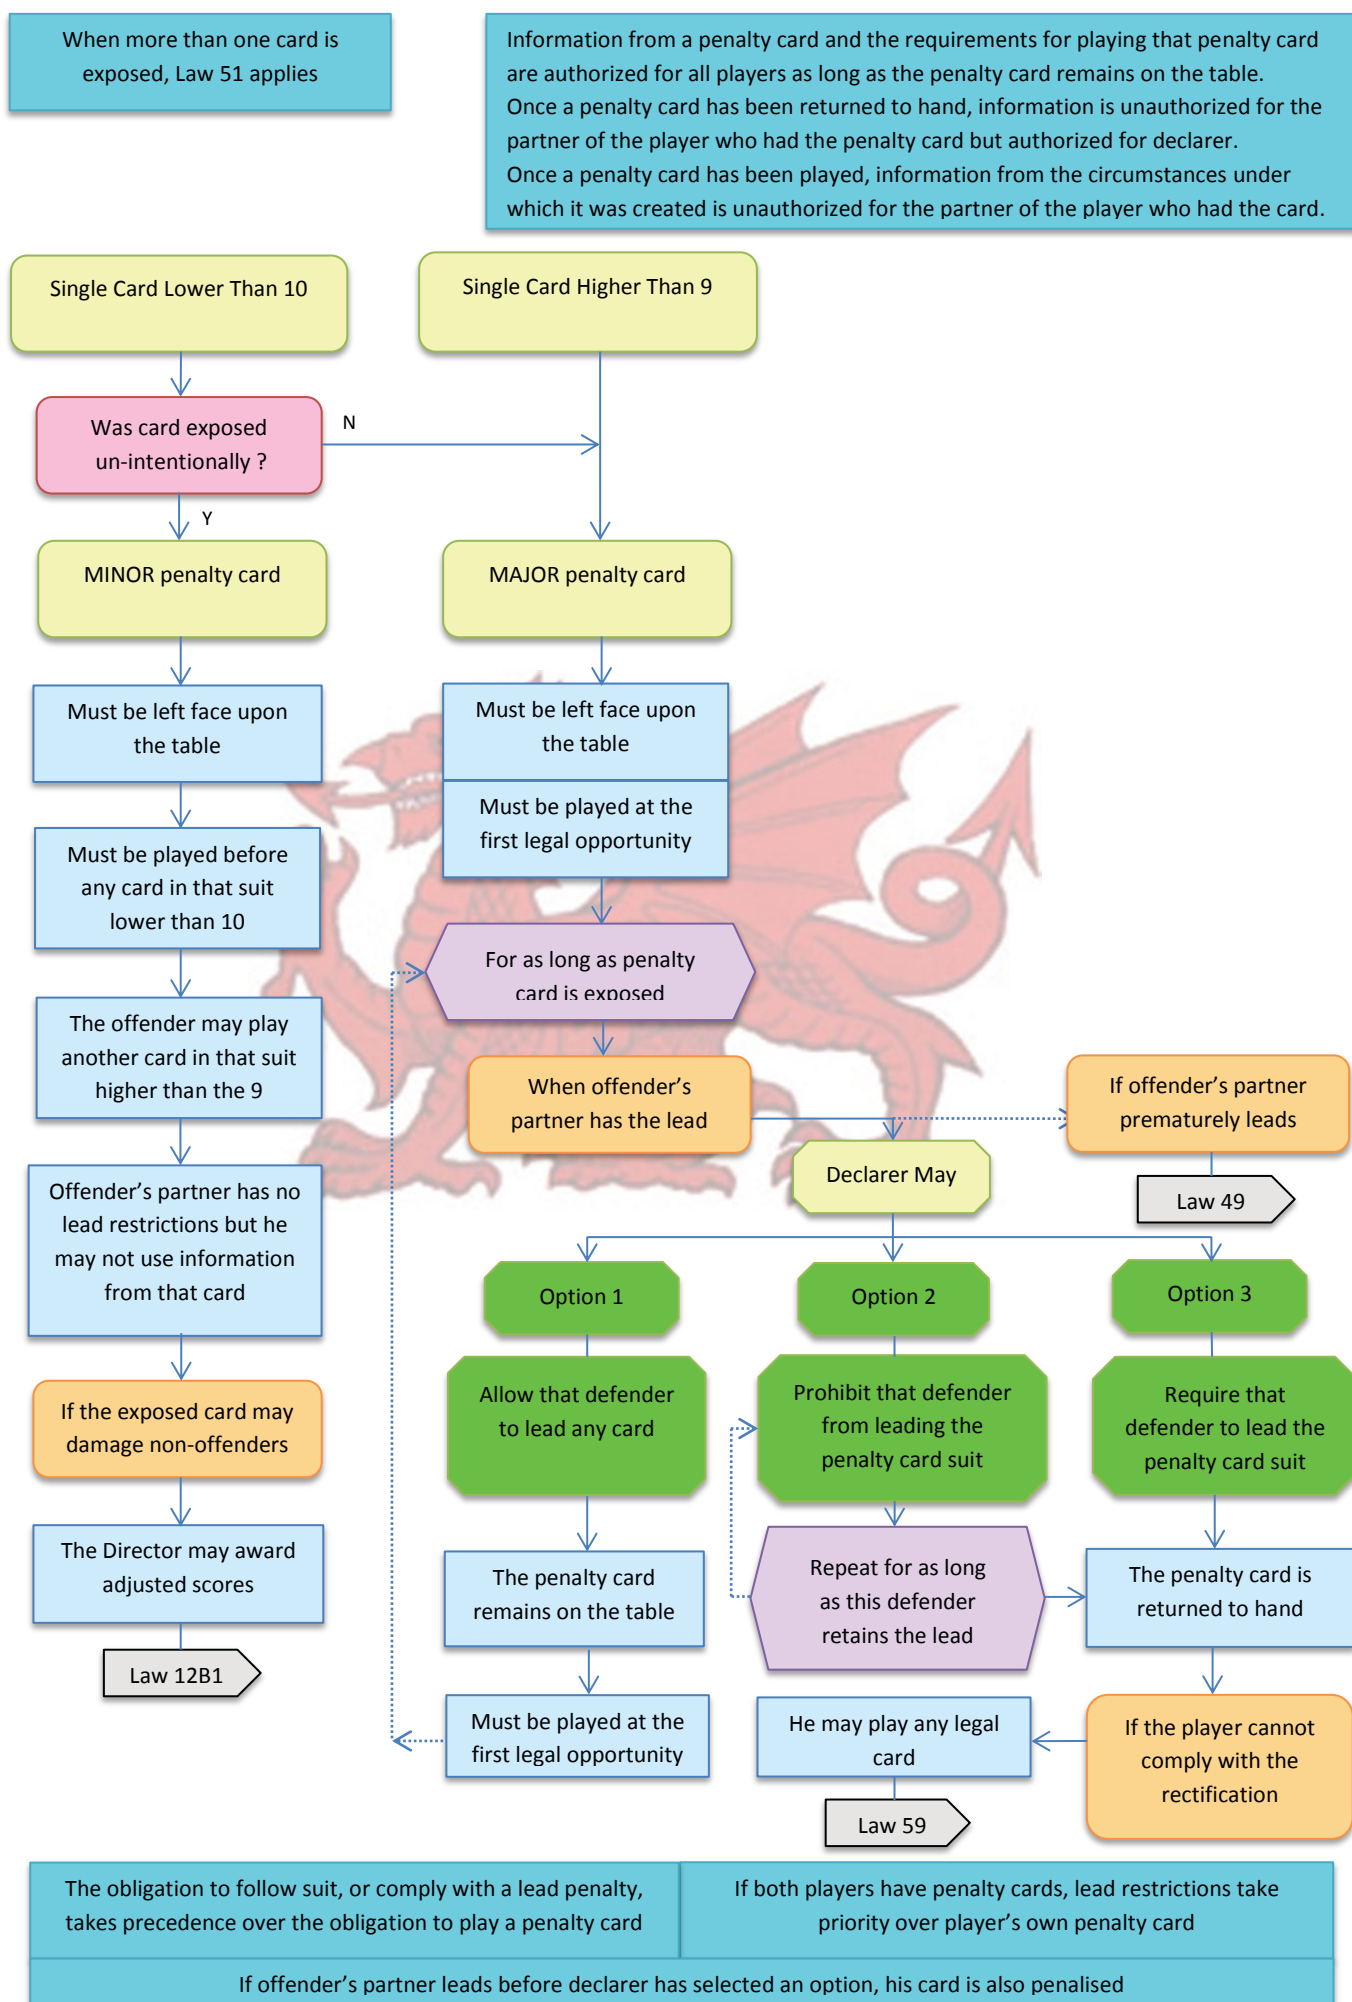 When more than one card is
exposed, Law 51 applies
Information from a penalty card and the requirements for playing that penalty card
are authorized for all players as long as the penalty card remains on the table.
Once a penalty card has been returned to hand, information is unauthorized for the
partner of the player who had the penalty card but authorized for declarer.
Once a penalty card has been played, information from the circumstances under
which it was created is unauthorized for the partner of the player who had the card.
Single Card Lower Than 10
Single Card Higher Than 9
Was card exposed
un-intentionally ?
N
Y
MINOR penalty card
MAJOR penalty card
Must be left face upon
the table
Must be played before
any card in that suit
lower than 10
The offender may play
another card in that suit
higher than the 9
Offender's partner has no
lead restrictions but he
may not use information
from that card
If the exposed card may
damage non-offenders
The Director may award
adjusted scores
Law 12B1
Must be left face upon
the table
Must be played at the
first legal opportunity
For as long as penalty
card is exposed
When offender's
partner has the lead
If offender's partner
prematurely leads
Law 49
Declarer May
Option 1
Allow that defender
to lead any card
The penalty card
remains on the table
Must be played at the
first legal opportunity
Option 2
Prohibit that defender
from leading the
penalty card suit
Repeat for as long
as this defender
retains the lead
Option 3
Require that
defender to lead the
penalty card suit
The penalty card is
returned to hand
If the player cannot
comply with the
rectification
He may play any legal
card
Law 59
The obligation to follow suit, or comply with a lead penalty,
takes precedence over the obligation to play a penalty card
If both players have penalty cards, lead restrictions take
priority over player's own penalty card
If offender's partner leads before declarer has selected an option, his card is also penalised